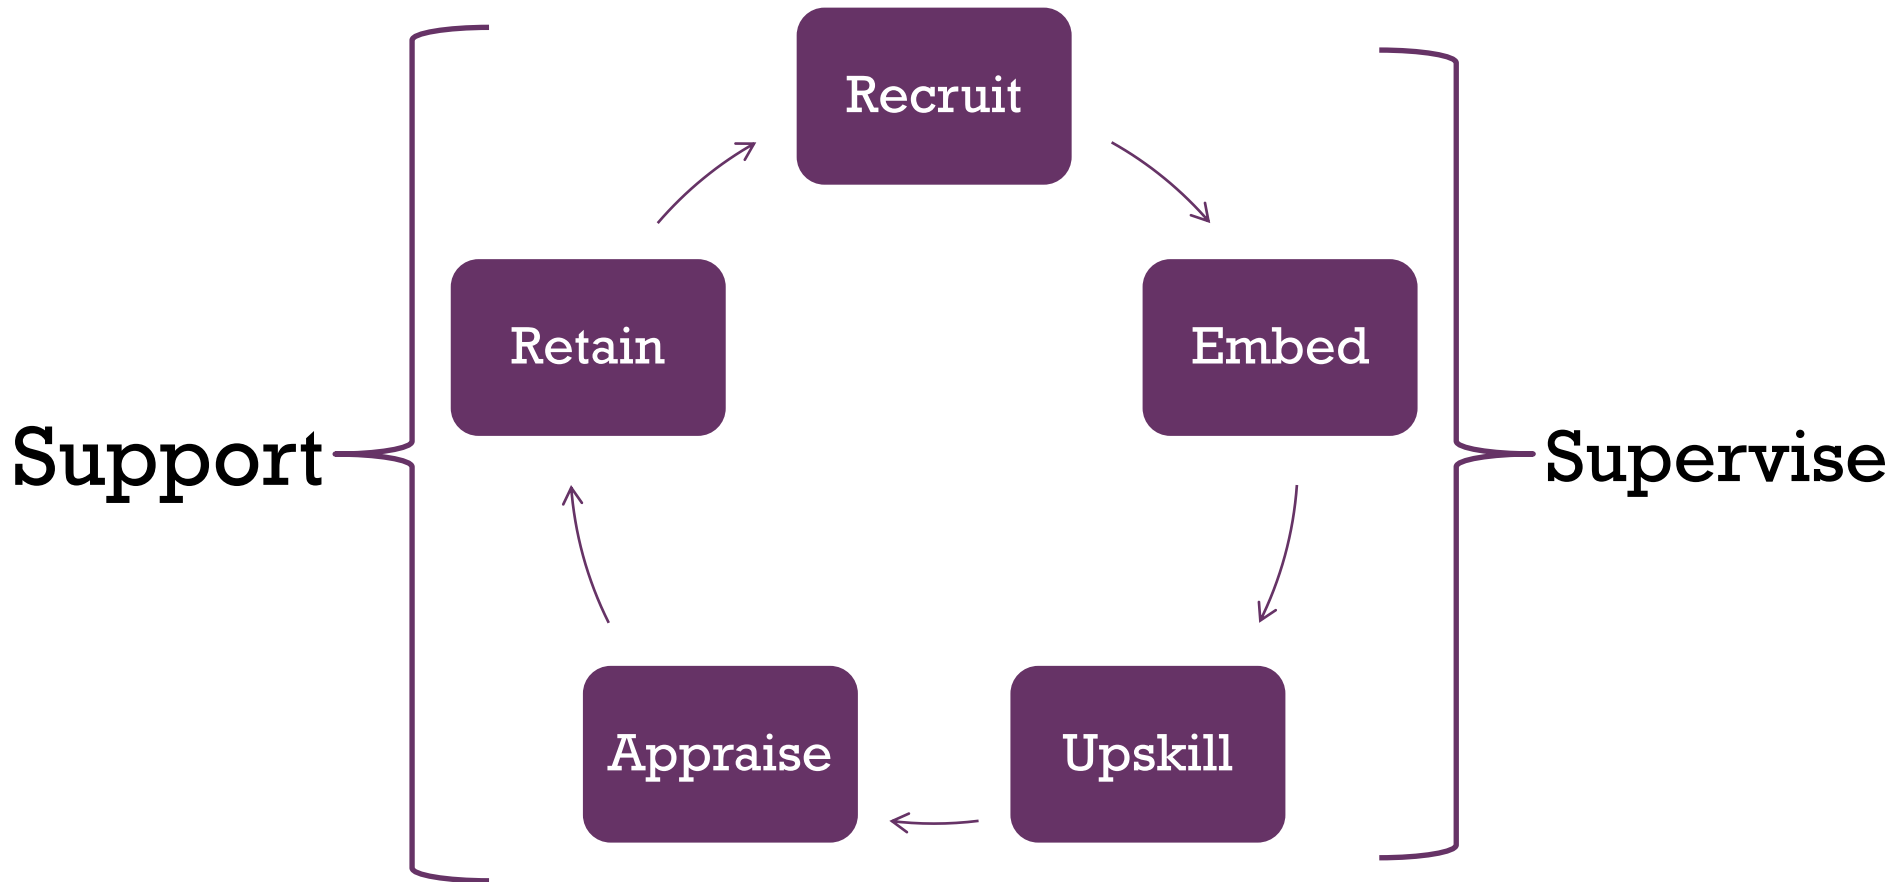 Recruit
Retain
Embed
Support
Supervise
Appraise
Upskill